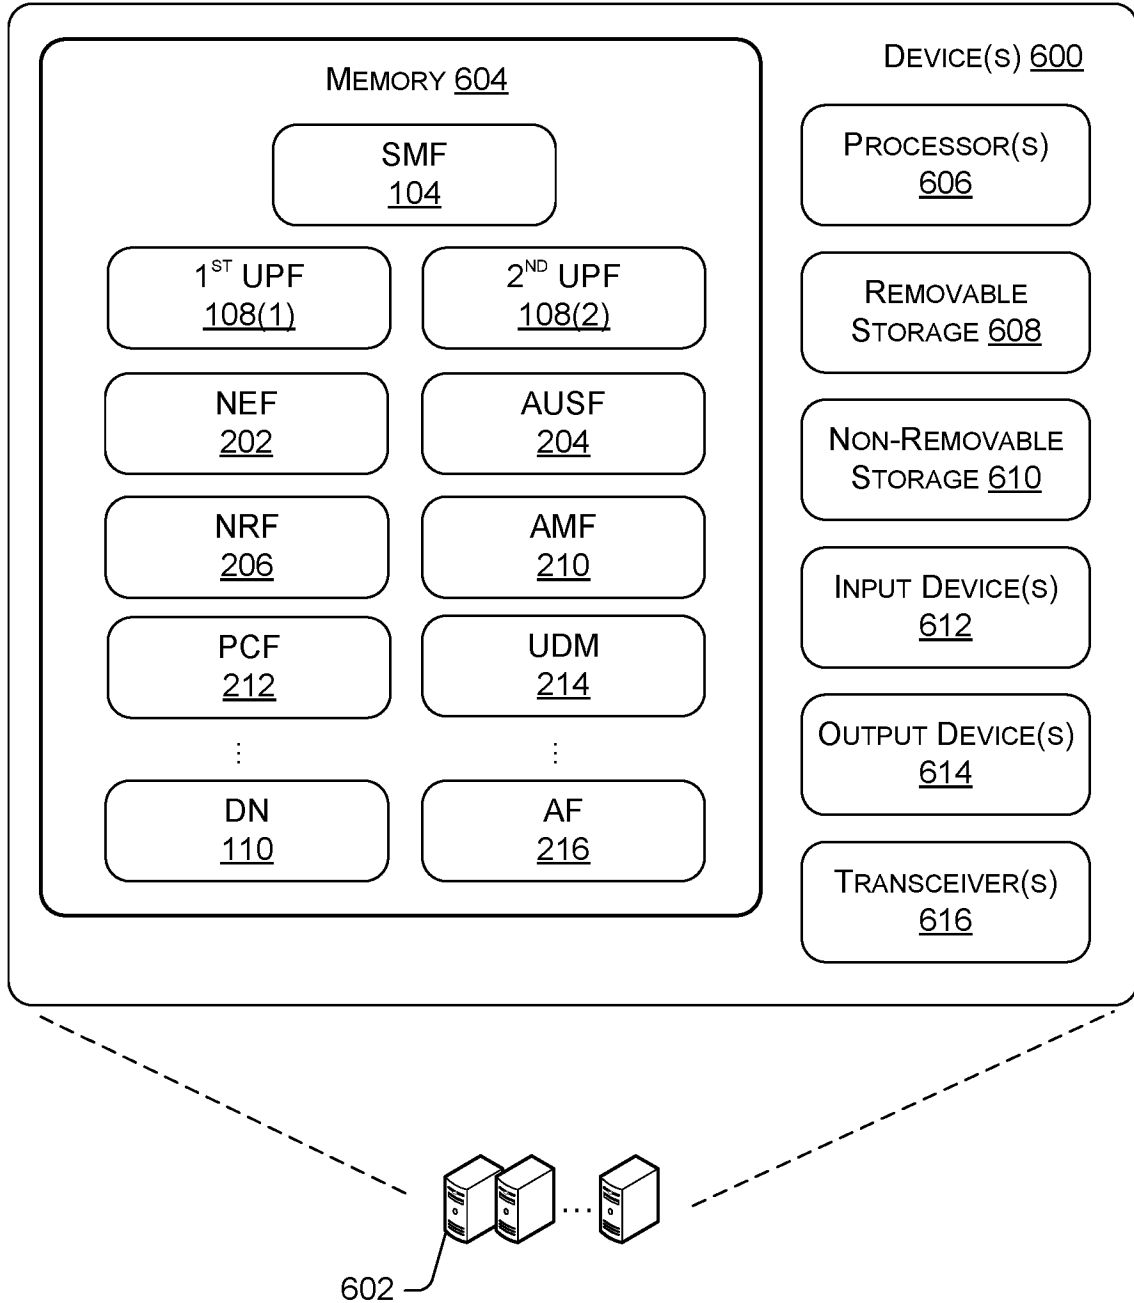 DEVICE(S) 600
MEMORY 604
SMF
104
1ST UPF
108(1)
2ND UPF
108(2)
NEF
202
AUSF
204
NRF
206
AMF
210
PCF
212
UDM
214
⋮
⋮
DN
110
AF
216
PROCESSOR(S)
606
REMOVABLE
STORAGE 608
NON-REMOVABLE
STORAGE 610
INPUT DEVICE(S)
612
OUTPUT DEVICE(S)
614
TRANSCEIVER(S)
616
...
602